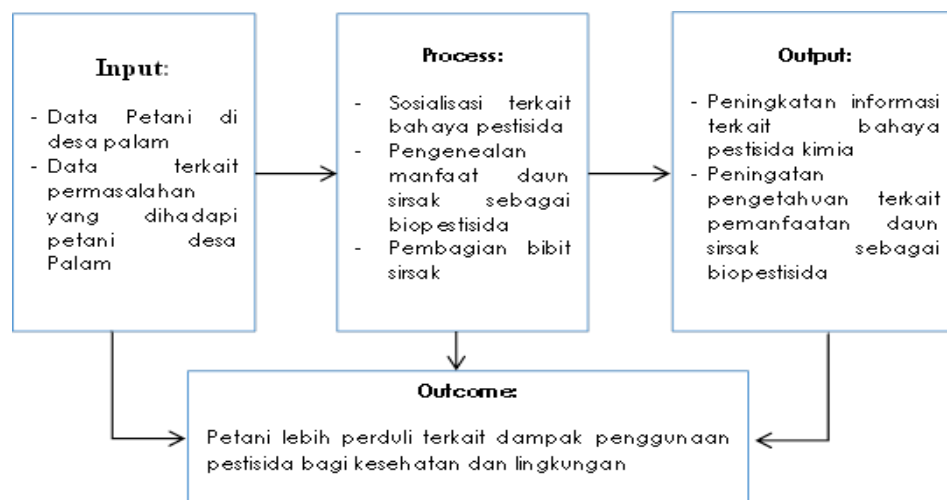 Input:
- Data Petani di
desa palam
- Data terkait
permasalahan
yang dihadapi
petani desa
Palam
Process:
- Sosialisasi terkait
bahaya pestisida
- Pengenealan
manfaat daun
sirsak sebagai
biopestisida
- Pembagian bibit
sirsak
Output:
- Peningkatan informasi
terkait bahaya
pestisida kimia
- Peningatan
pengetahuan terkait
pemanfaatan daun
sirsak sebagai
biopestisida
Outcome:
Petani lebih perduli terkait dampak penggunaan
pestisida bagi kesehatan dan lingkungan